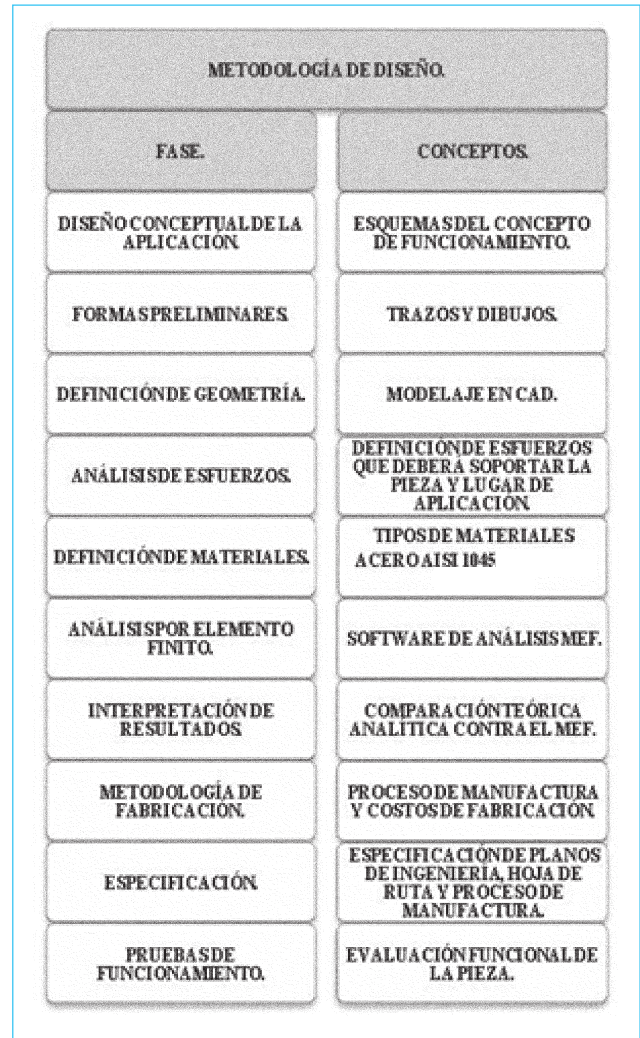 METODOLOGÍA DE DISEÑO.
FASE.
CONCEPTOS.
DISEÑO CONCEPTUAL DE LA
APLICACIÓN.
ESQUEMAS DEL CONCEPTO
DE FUNCIONAMIENTO.
FORMAS PRELIMINARES.
TRAZOS Y DIBUJOS.
DEFINICIÓN DE GEOMETRÍA.
MODELAJE EN CAD.
ANÁLISIS DE ESFUERZOS.
DEFINICIÓN DE ESFUERZOS
QUE DEBERÁ SOPORTAR LA
PIEZA Y LUGAR DE
APLICACIÓN.
DEFINICIÓN DE MATERIALES.
TIPOS DE MATERIALES
ACERO AISI 1045
ANÁLISIS POR ELEMENTO
FINITO.
SOFTWARE DE ANÁLISIS MEF.
INTERPRETACIÓN DE
RESULTADOS.
COMPARACIÓN TEÓRICA
ANALÍTICA CONTRA EL MEF.
METODOLOGÍA DE
FABRICACIÓN.
PROCESO DE MANUFACTURA
Y COSTOS DE FABRICACIÓN.
ESPECIFICACIÓN.
ESPECIFICACIÓN DE PLANOS
DE INGENIERÍA, HOJA DE
RUTA Y PROCESO DE
MANUFACTURA.
PRUEBAS DE
FUNCIONAMIENTO.
EVALUACIÓN FUNCIONAL DE
LA PIEZA.